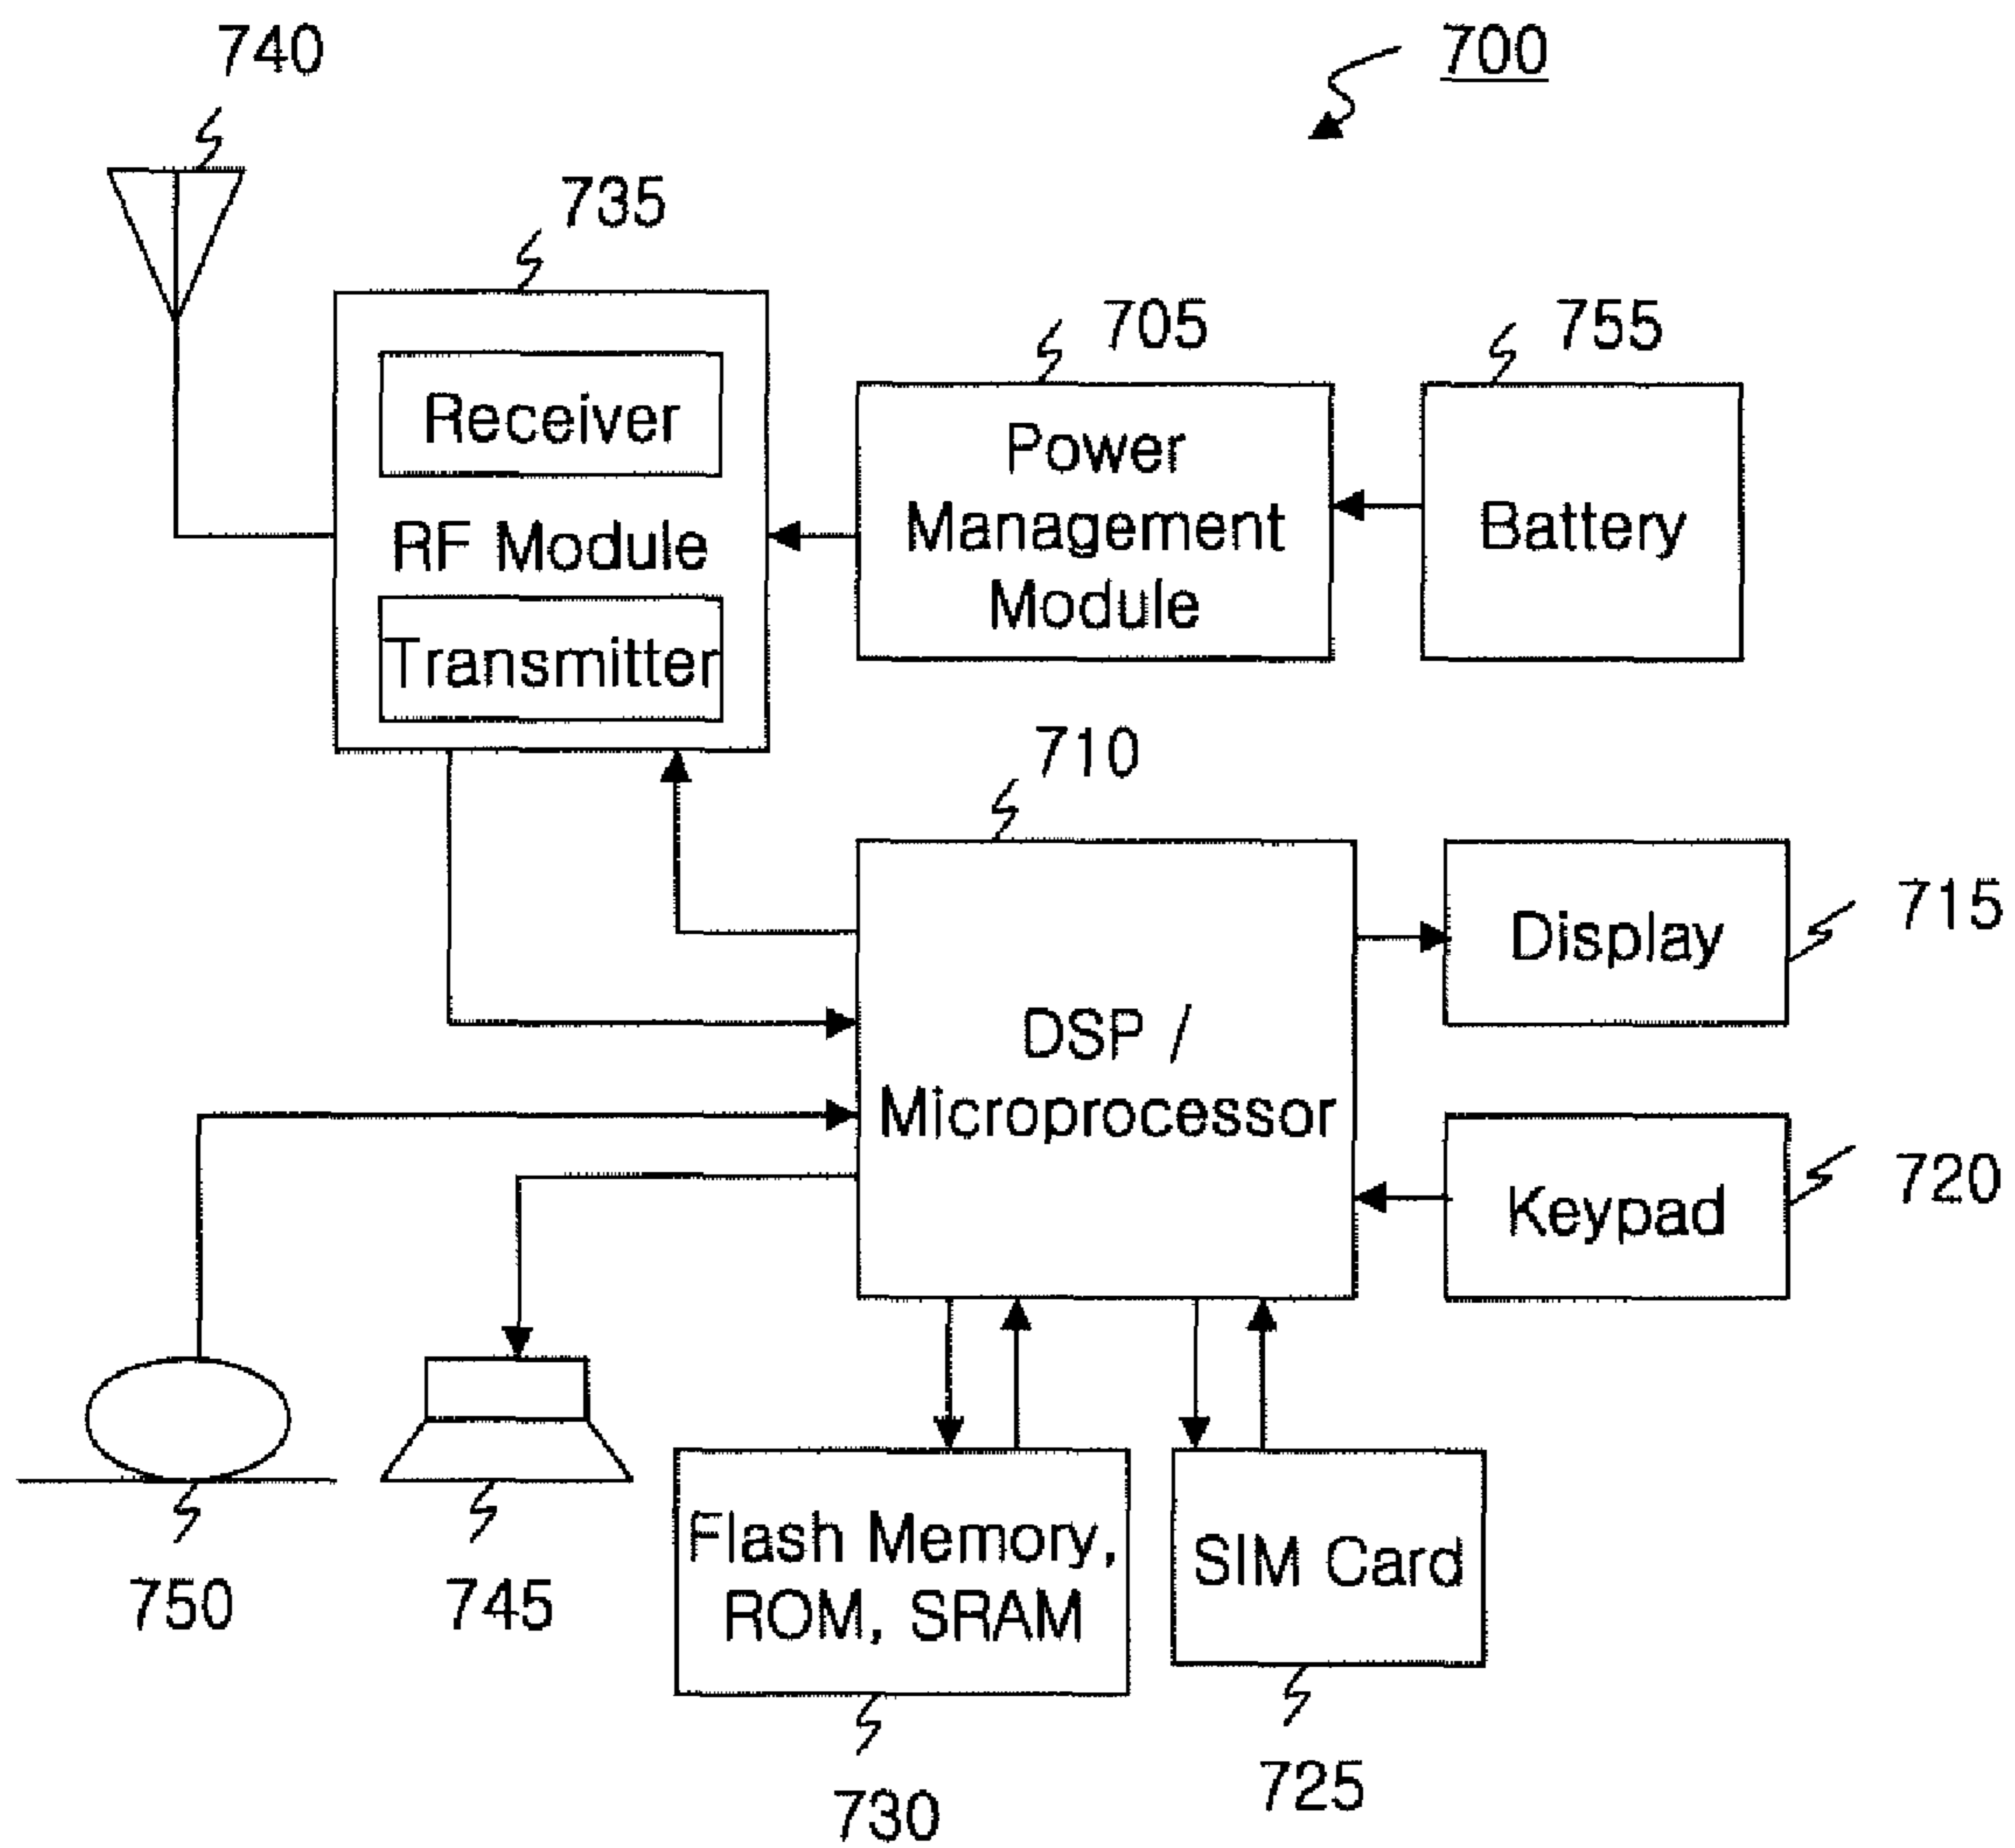 740
700
735
705
755
Receiver
RF Module
Transmitter
Power
Management
Module
Battery
710
DSP /
Microprocessor
Display
715
Keypad
720
750
745
Flash Memory,
ROM, SRAM
730
SIM Card
725